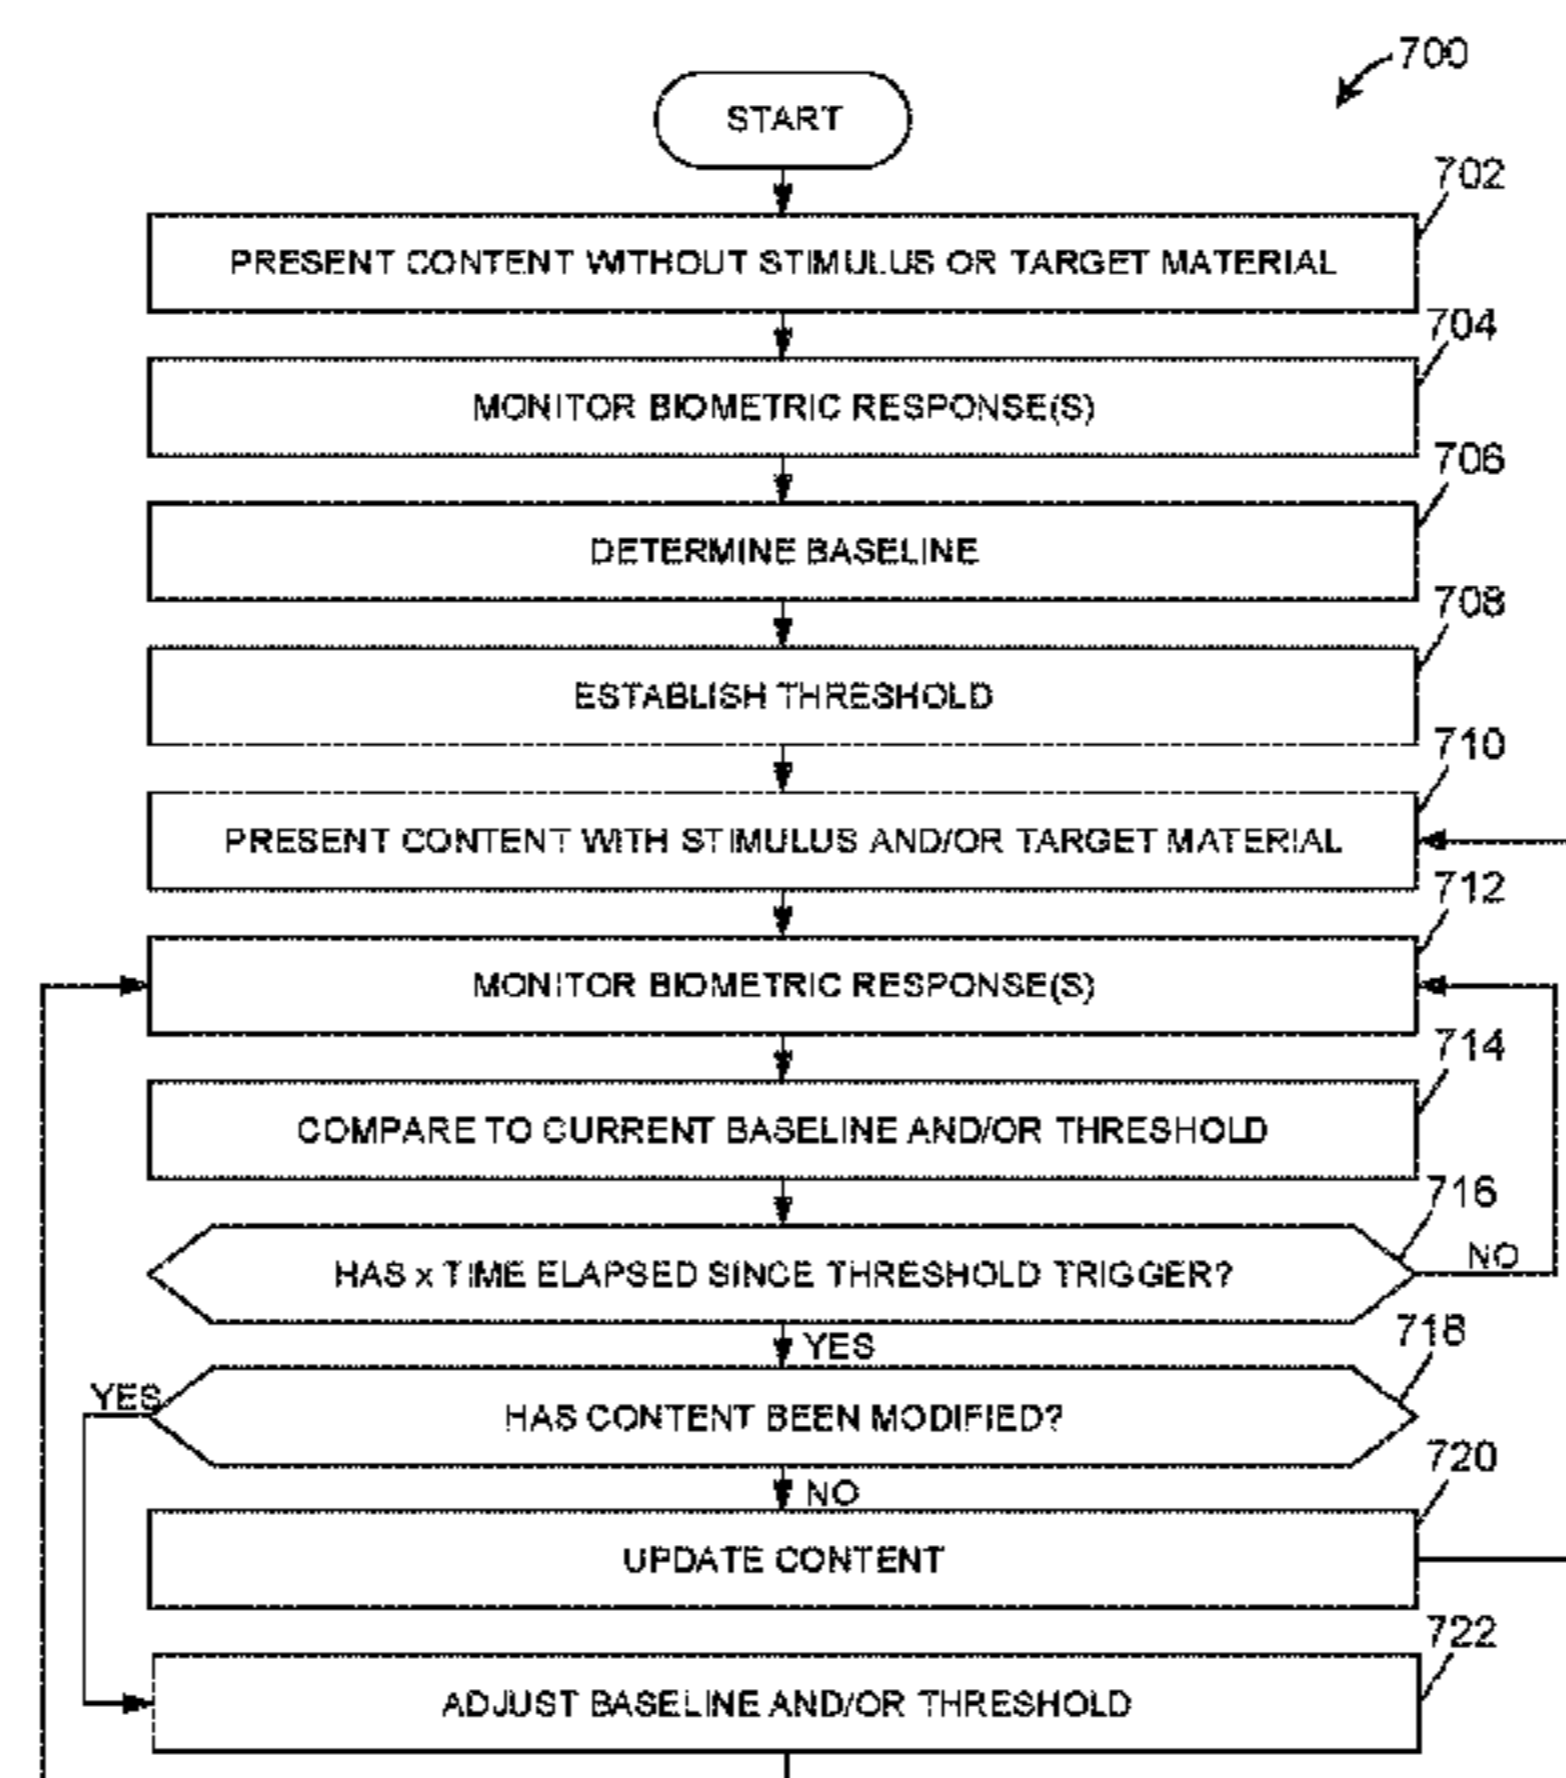 700
START
702
PRESENT CONTENT WITHOUT STIMULUS OR TARGET MATERIAL
704
MONITOR BIOMETRIC RESPONSE(S)
706
DETERMINE BASELINE
708
ESTABLISH THRESHOLD
710
PRESENT CONTENT WITH STIMULUS AND/OR TARGET MATERIAL
712
MONITOR BIOMETRIC RESPONSE(S)
714
COMPARE TO CURRENT BASELINE AND/OR THRESHOLD
716
HAS x TIME ELAPSED SINCE THRESHOLD TRIGGER?
NO
YES
718
YES
HAS CONTENT BEEN MODIFIED?
NO
720
UPDATE CONTENT
722
ADJUST BASELINE AND/OR THRESHOLD